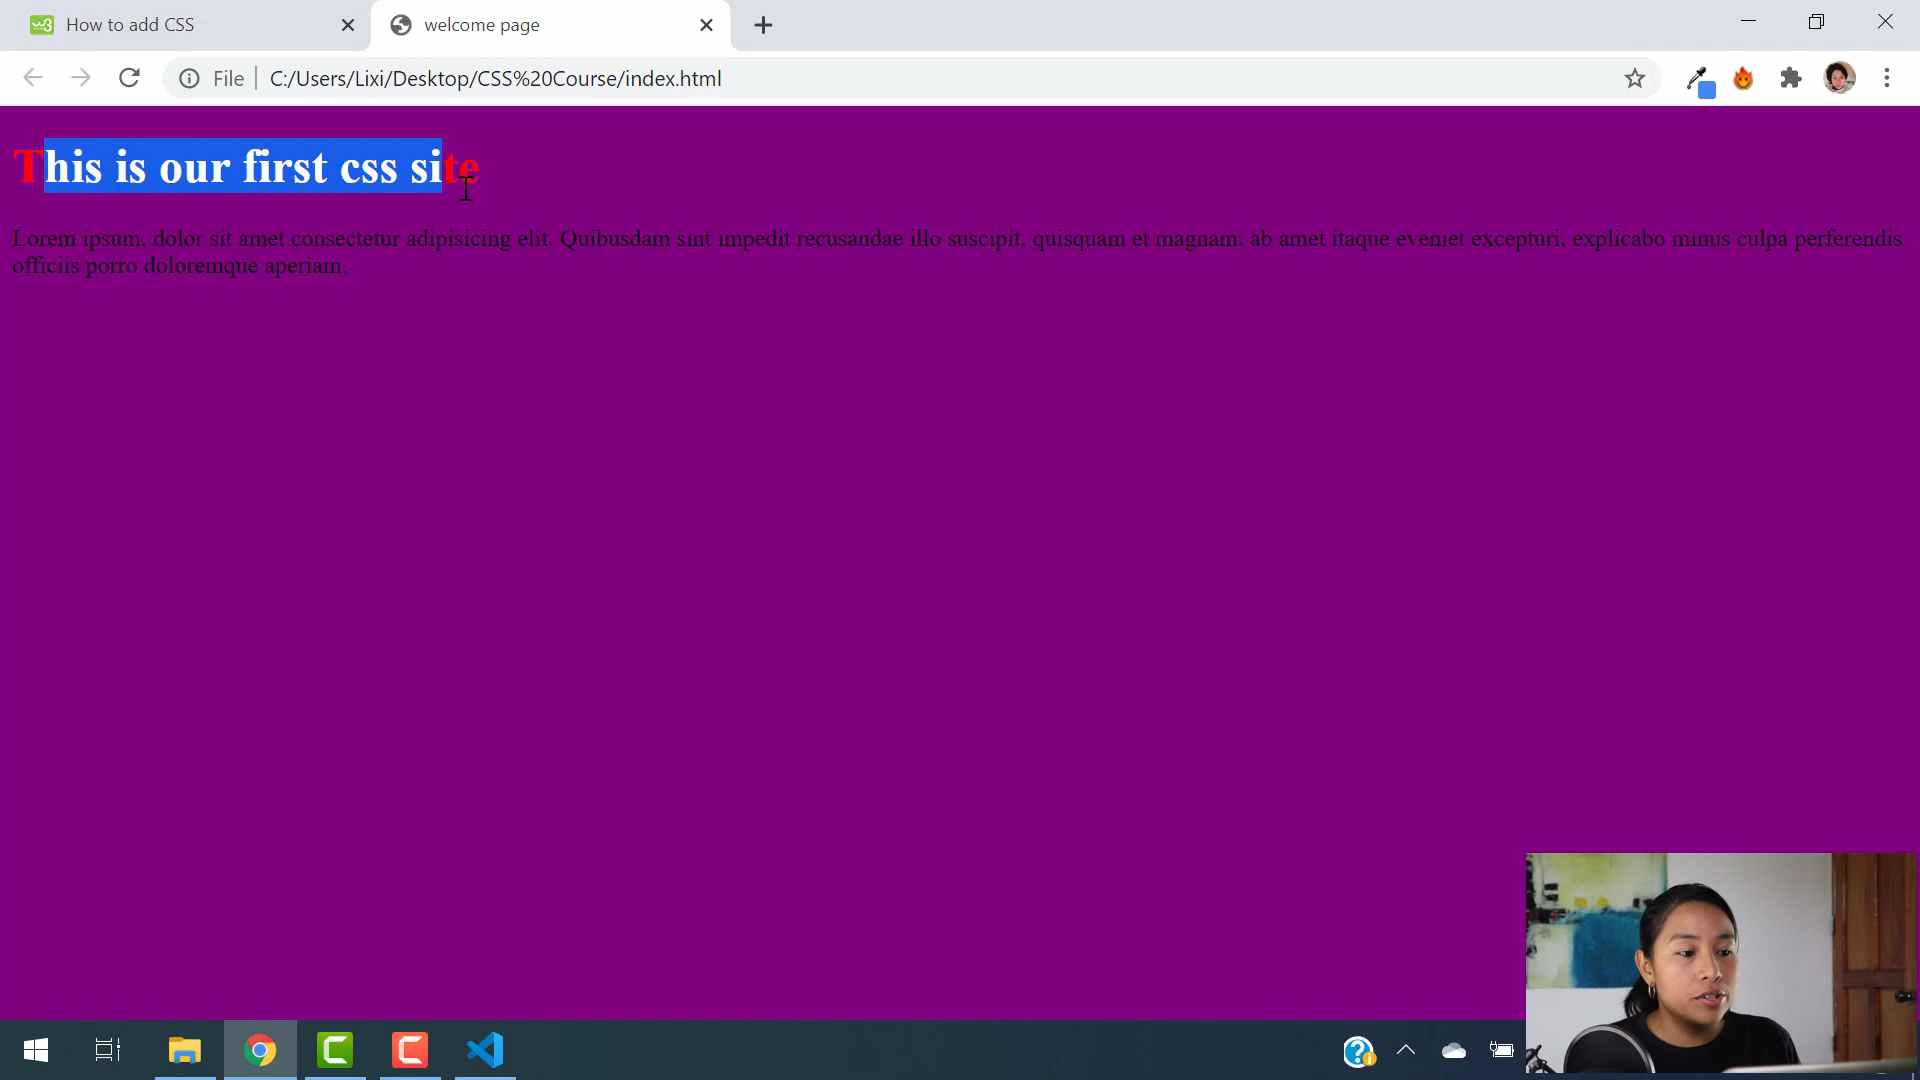 How to add CSS
welcome page
File
C:/Users/Lixi/Desktop/CSS%20Course/index.html
This is our first css site
Lorem ipsum, dolor sit amet consectetur adipisicing elit. Quibusdam sint impedit recusandae illo suscipit, quisquam et magnam, ab amet itaque eveniet excepturi, explicabo minus culpa perferendis
officiis porro doloremque aperiam.